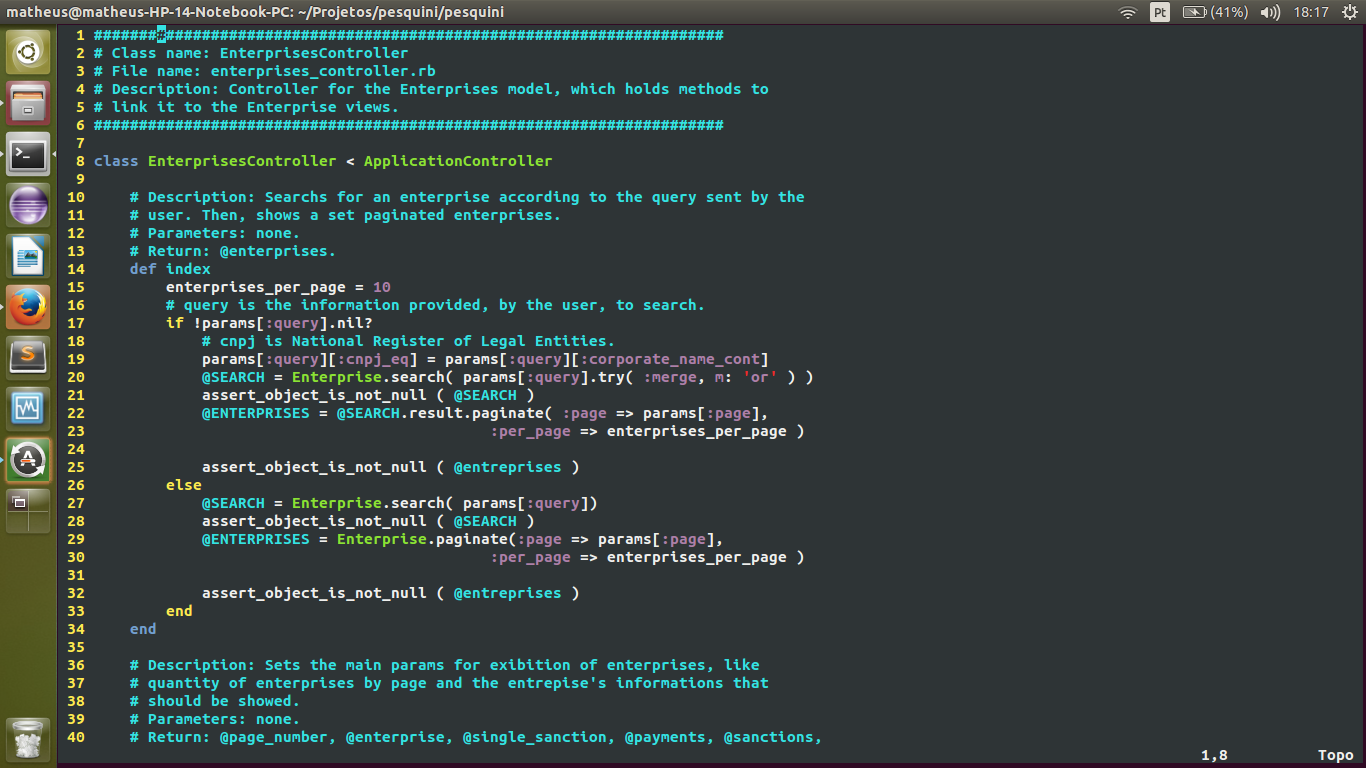 matheus@matheus-HP-14-Notebook-PC: ~/Projetos/pesquini/pesquini Pt (41%) 18:17
1 ######################################################################
2 # Class name: EnterprisesController
3 # File name: enterprises_controller.rb
4 # Description: Controller for the Enterprises model, which holds methods to
5 # link it to the Enterprise views.
6 ######################################################################
7
8 class EnterprisesController < ApplicationController
9
10     # Description: Searchs for an enterprise according to the query sent by the
11     # user. Then, shows a set paginated enterprises.
12     # Parameters: none.
13     # Return: @enterprises.
14     def index
15         enterprises_per_page = 10
16         # query is the information provided, by the user, to search.
17         if !params[:query].nil?
18             # cnpj is National Register of Legal Entities.
19             params[:query][:cnpj_eq] = params[:query][:corporate_name_cont]
20             @SEARCH = Enterprise.search( params[:query].try( :merge, m: 'or' ) )
21             assert_object_is_not_null ( @SEARCH )
22             @ENTERPRISES = @SEARCH.result.paginate( :page => params[:page],
23                                             :per_page => enterprises_per_page )
24
25             assert_object_is_not_null ( @entreprises )
26         else
27             @SEARCH = Enterprise.search( params[:query])
28             assert_object_is_not_null ( @SEARCH )
29             @ENTERPRISES = Enterprise.paginate(:page => params[:page],
30                                             :per_page => enterprises_per_page )
31
32             assert_object_is_not_null ( @entreprises )
33         end
34     end
35
36     # Description: Sets the main params for exibition of enterprises, like
37     # quantity of enterprises by page and the entrepise's informations that
38     # should be showed.
39     # Parameters: none.
40     # Return: @page_number, @enterprise, @single_sanction, @payments, @sanctions,
1,8 Topo